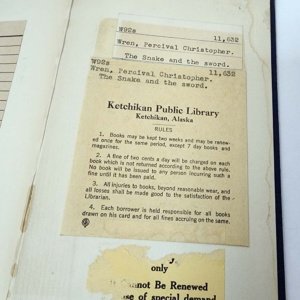 W92s 11,632
Wren, Percival Christopher.
The Snake and the sword.
W92s 11,632
Wren, Percival Christopher.
The Snake and the sword.
Ketchikan Public Library
Ketchikan, Alaska
RULES
1. Books may be kept two weeks and may be renew-
ed once for the same period, except 7 day books and
magazines.
2. A fine of two cents a day will be charged on each
book which is not returned according to the above rule.
No book will be issued to any person incurring such a
fine until it has been paid.
3. All injuries to books, beyond reasonable wear, and
all losses shall be made good to the satisfaction of the
Librarian.
4. Each borrower is held responsible for all books
drawn on his card and for all fines accruing on the same.
only
Cannot Be Renewed
use of special demand